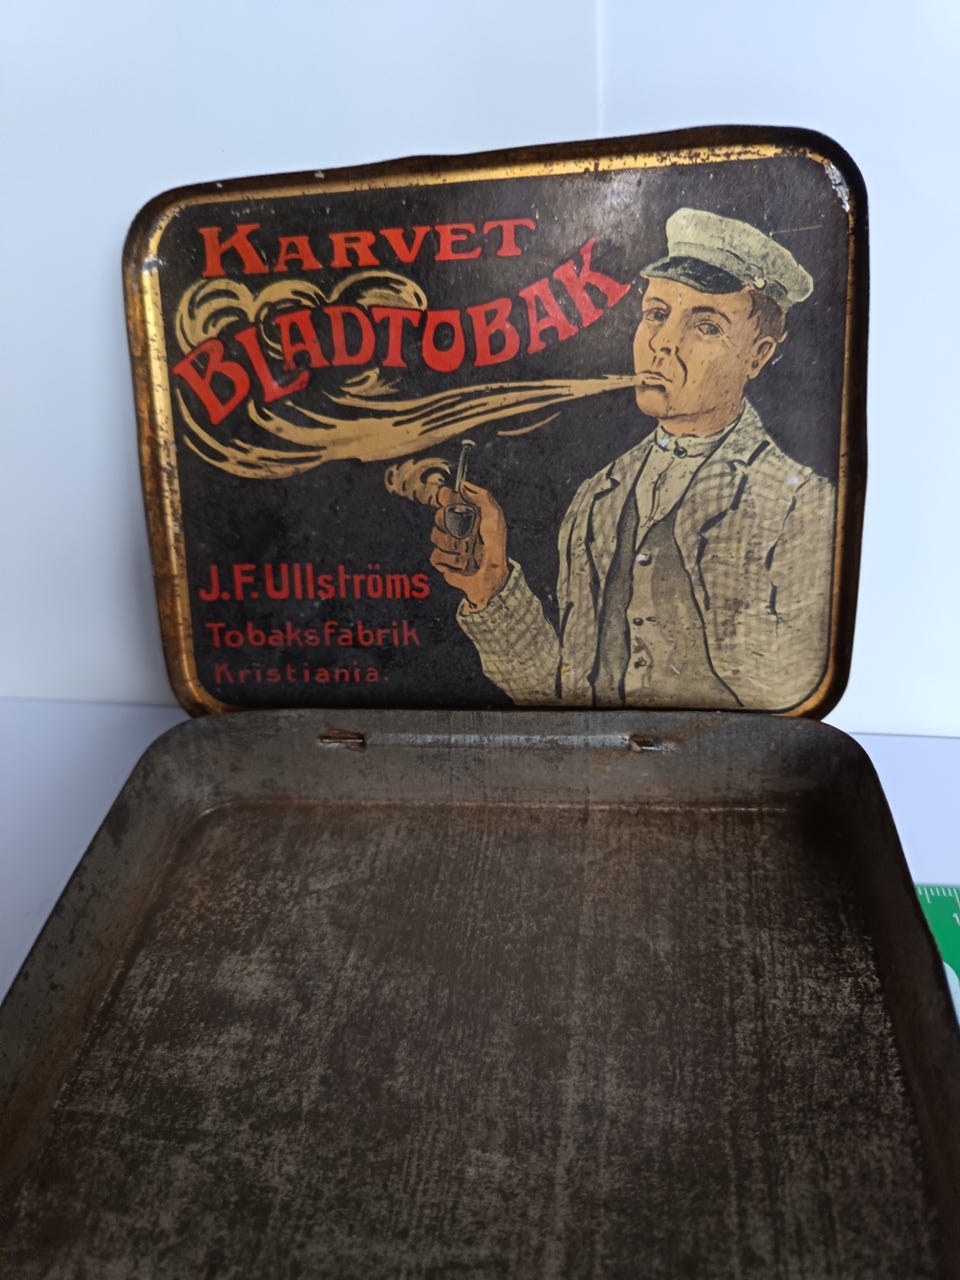 KARVET
BLADTOBAK
J.F. Ullströms
Tobaksfabrik
Kristiania.